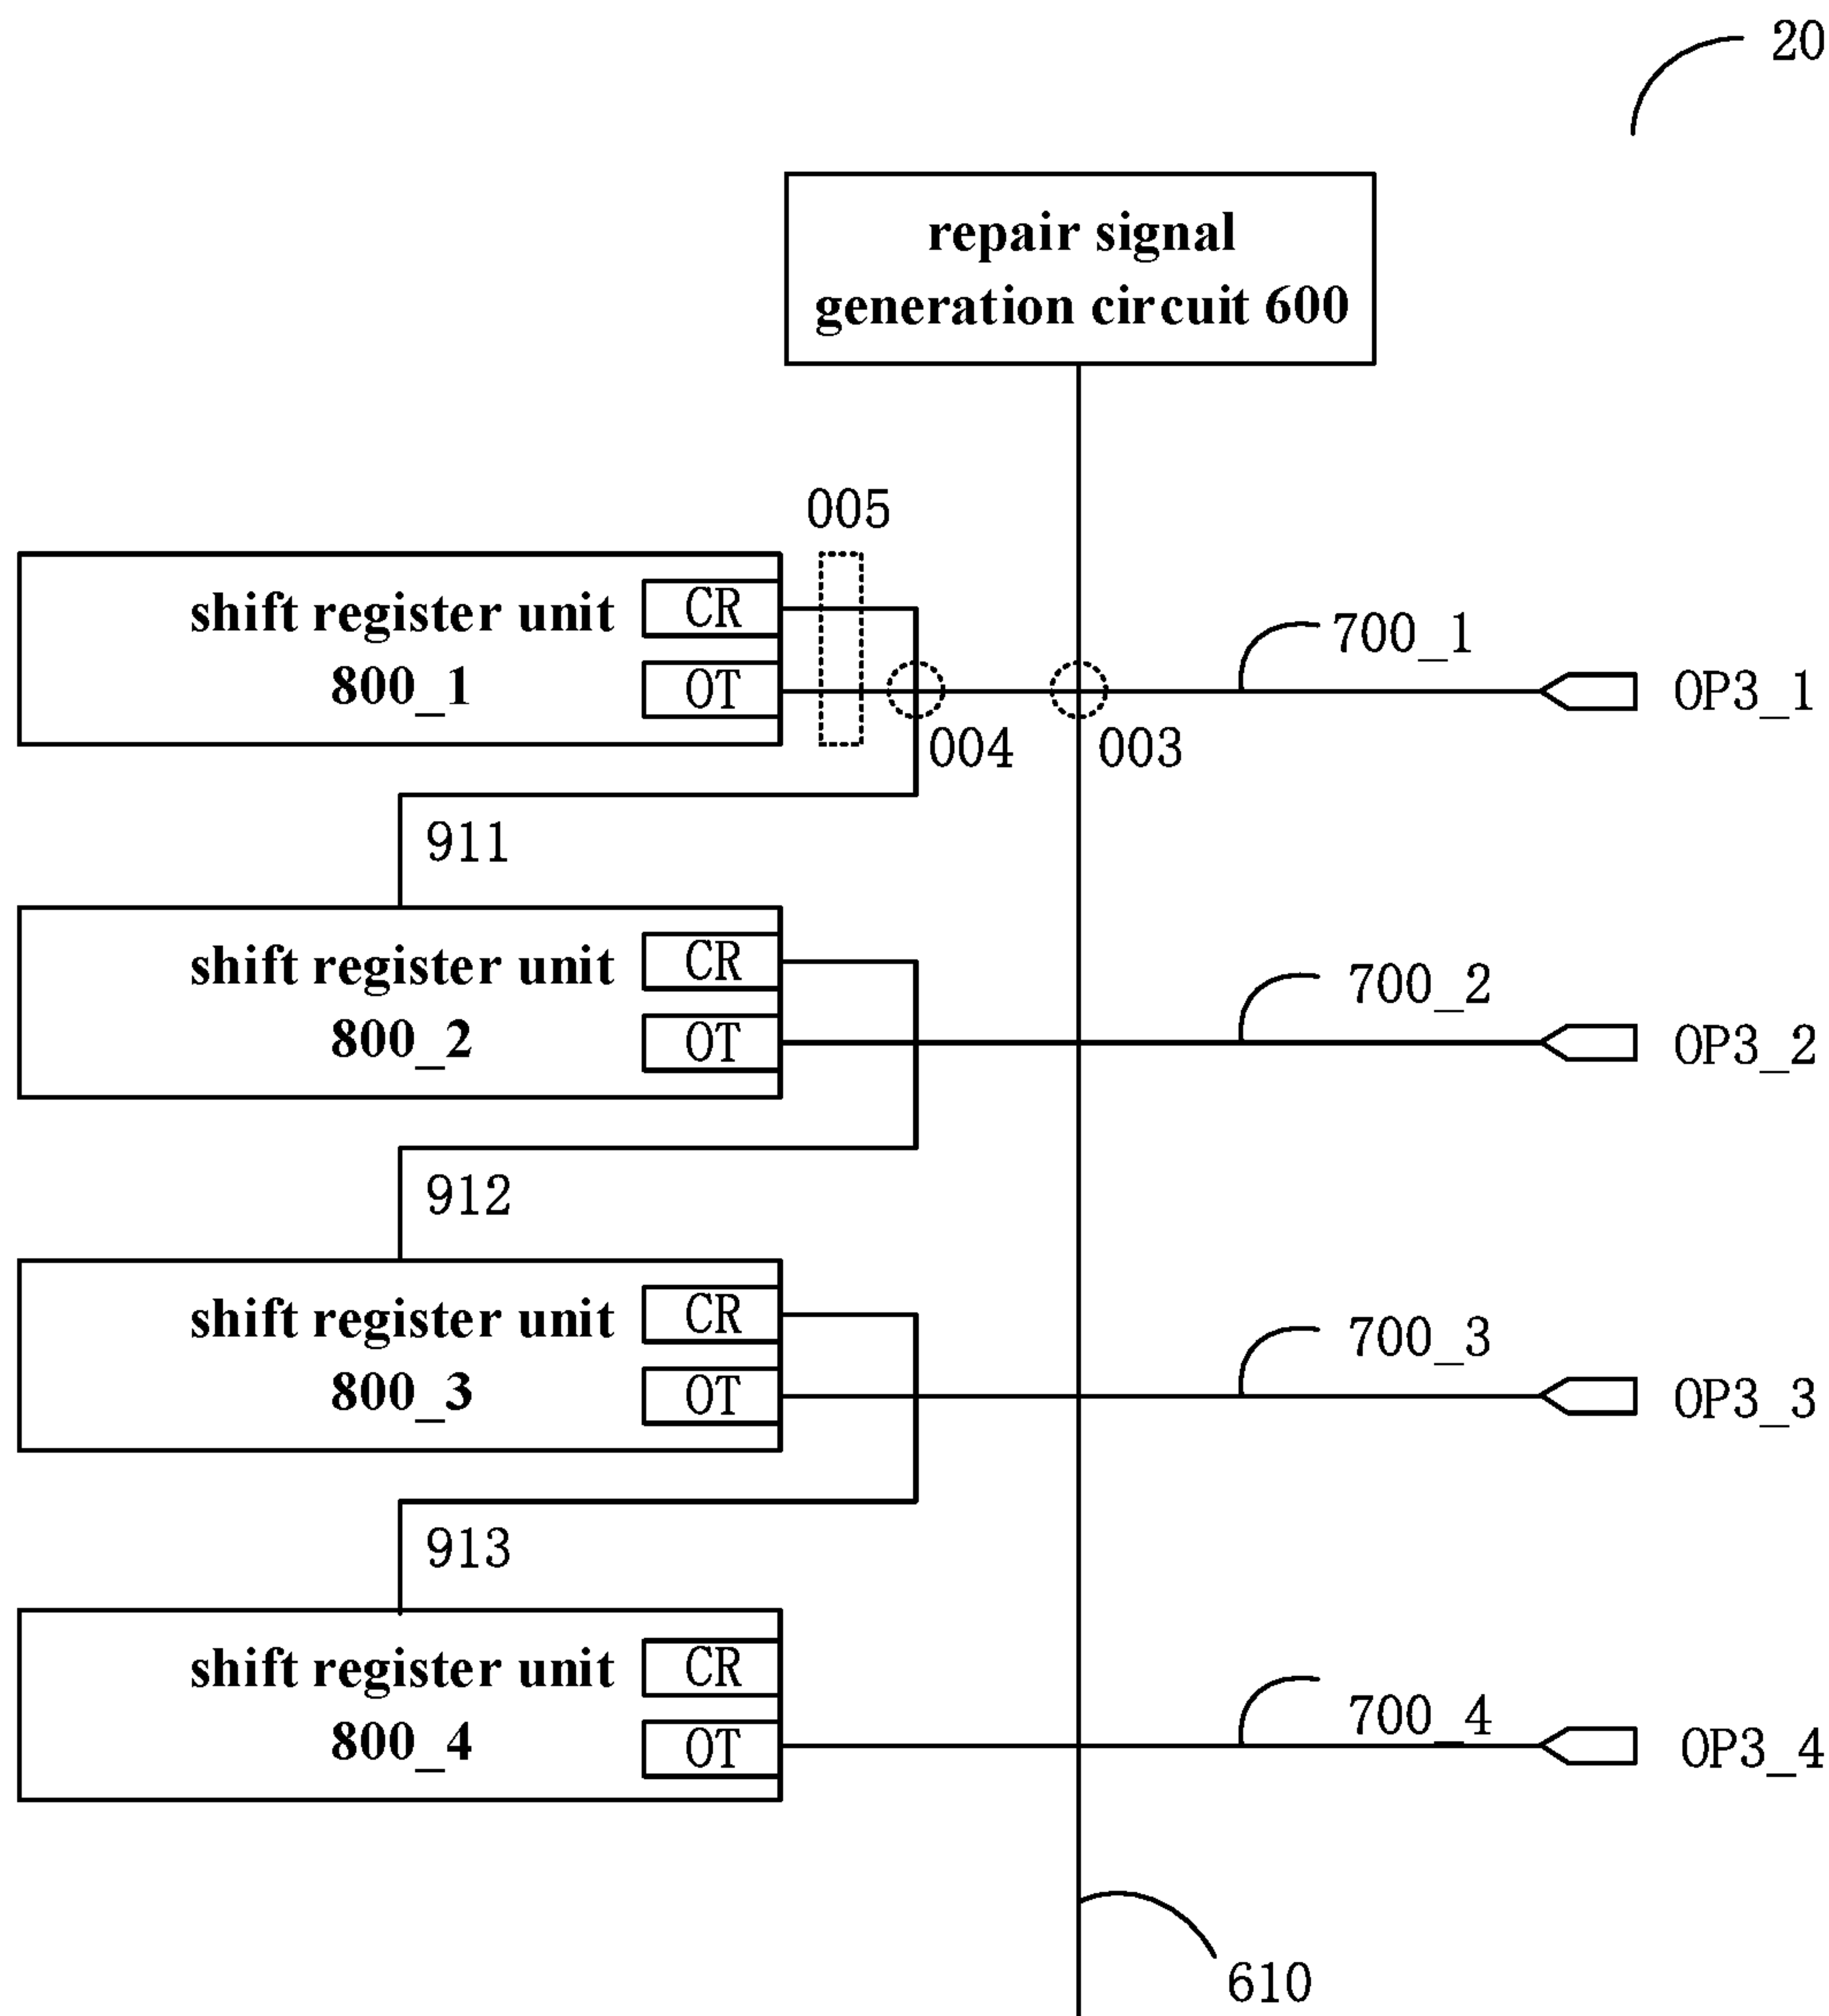 20
repair signal
generation circuit 600
005
shift register unit
800_1
CR
OT
700_1
OP3_1
004
003
911
shift register unit
800_2
CR
OT
700_2
OP3_2
912
shift register unit
800_3
CR
OT
700_3
OP3_3
913
shift register unit
800_4
CR
OT
700_4
OP3_4
610